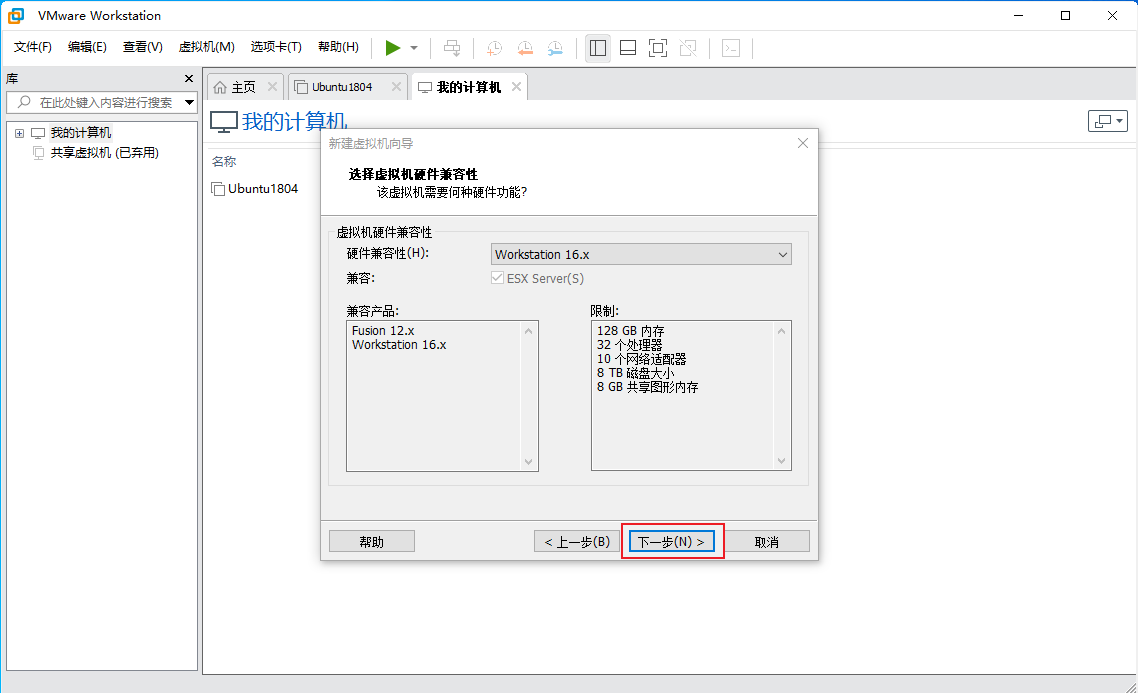 VMware Workstation
文件(F) 编辑(E) 查看(V) 虚拟机(M) 选项卡(T) 帮助(H)
库
在此处键入内容进行搜索
我的计算机
共享虚拟机 (已弃用)
主页 Ubuntu1804 我的计算机
我的计算机
名称
Ubuntu1804
新建虚拟机向导
选择虚拟机硬件兼容性
该虚拟机需要何种硬件功能?
虚拟机硬件兼容性
硬件兼容性(H): Workstation 16.x
兼容: ESX Server(S)
兼容产品:
Fusion 12.x
Workstation 16.x
限制:
128 GB 内存
32 个处理器
10 个网络适配器
8 TB 磁盘大小
8 GB 共享图形内存
帮助 < 上一步(B) 下一步(N) > 取消